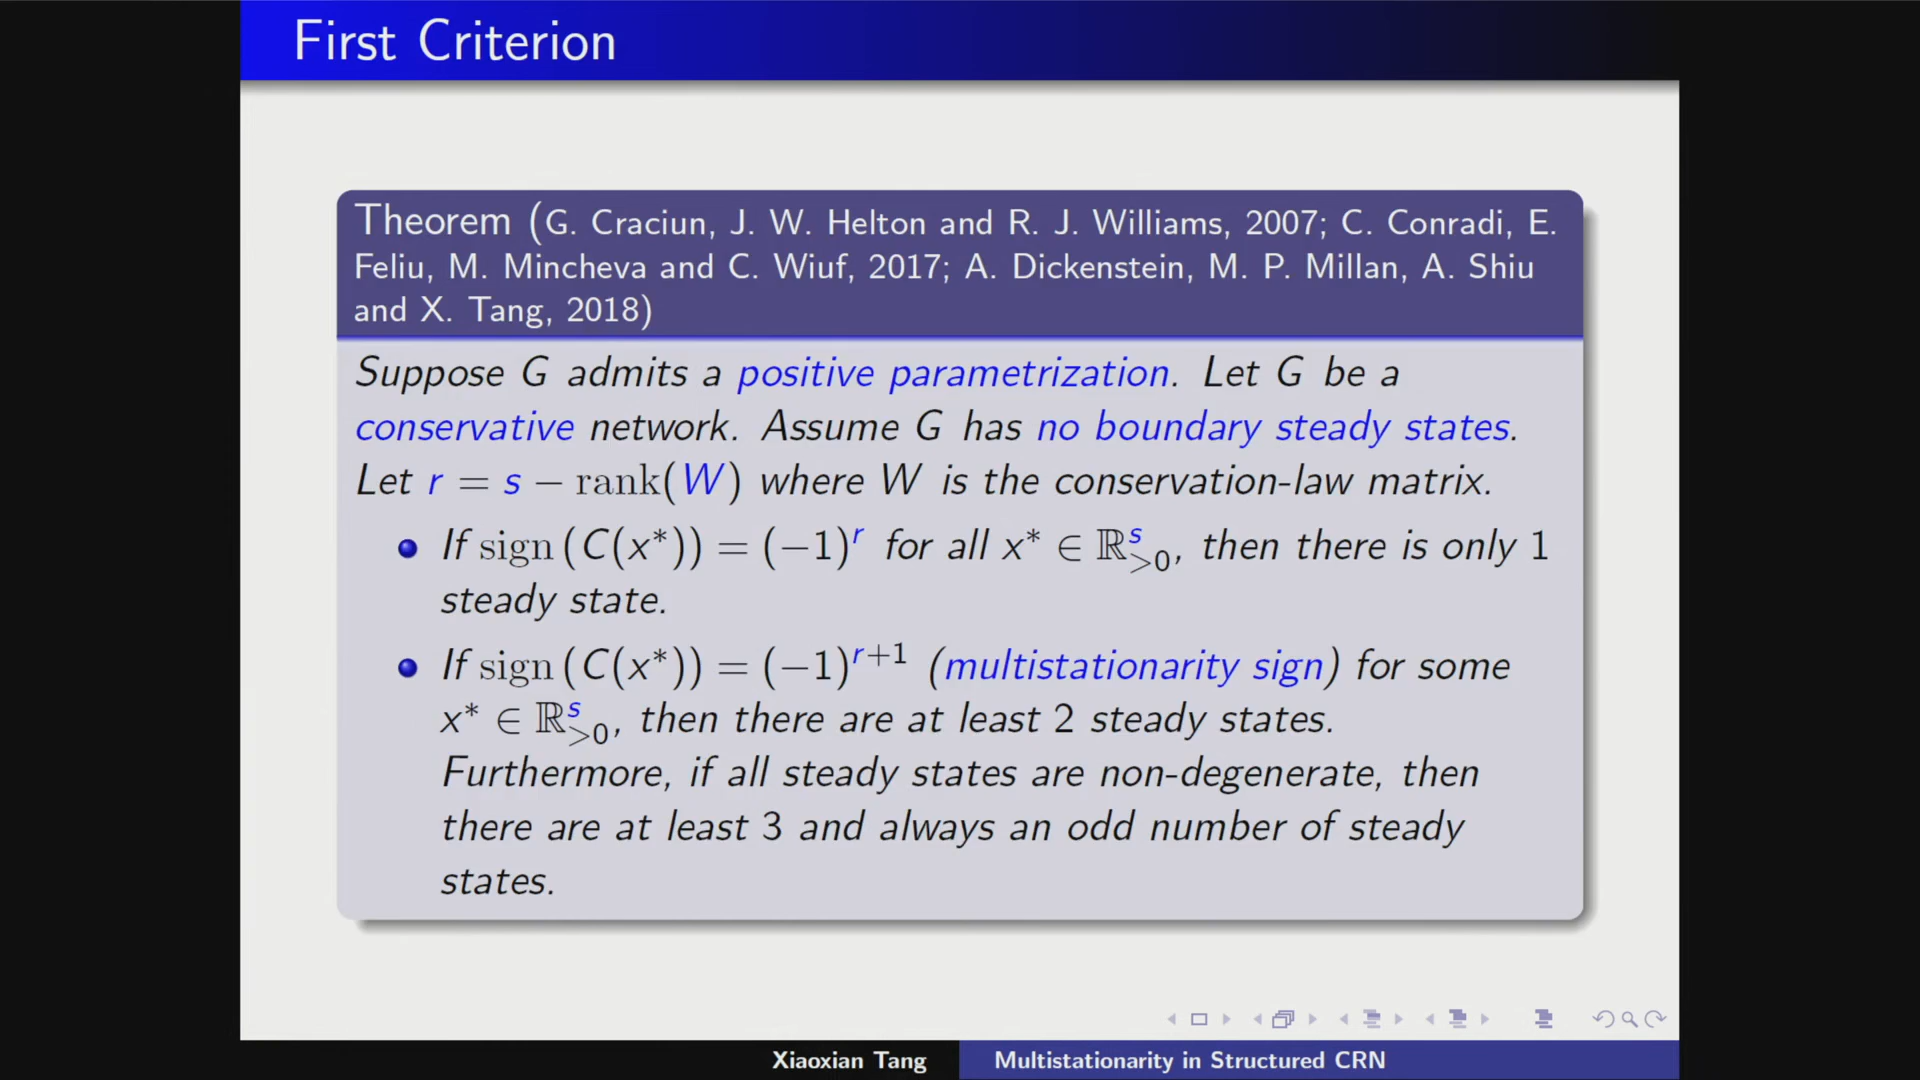 First Criterion
Theorem (G. Craciun, J. W. Helton and R. J. Williams, 2007; C. Conradi, E.
Feliu, M. Mincheva and C. Wiuf, 2017; A. Dickenstein, M. P. Millan, A. Shiu
and X. Tang, 2018)
Suppose G admits a positive parametrization. Let G be a
conservative network. Assume G has no boundary steady states.
Let r = s − rank(W) where W is the conservation-law matrix.
If sign (C(x*)) = (−1)^r for all x* ∈ ℝ^s_{>0}, then there is only 1
steady state.
If sign (C(x*)) = (−1)^{r+1} (multistationarity sign) for some
x* ∈ ℝ^s_{>0}, then there are at least 2 steady states.
Furthermore, if all steady states are non-degenerate, then
there are at least 3 and always an odd number of steady
states.
Xiaoxian Tang Multistationarity in Structured CRN